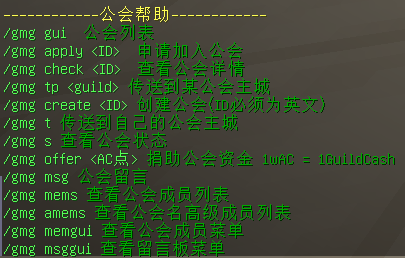 ------------公会帮助------------
/gmg gui 公会列表
/gmg apply <ID> 申请加入公会
/gmg check <ID> 查看公会详情
/gmg tp <guild> 传送到某公会主城
/gmg create <ID> 创建公会(ID必须为英文)
/gmg t 传送到自己的公会主城
/gmg s 查看公会状态
/gmg offer <AC点> 捐助公会资金 1wAC = 1GuildCash
/gmg msg 公会留言
/gmg mems 查看公会成员列表
/gmg amems 查看公会名高级成员列表
/gmg memgui 查看公会成员菜单
/gmg msggui 查看留言板菜单